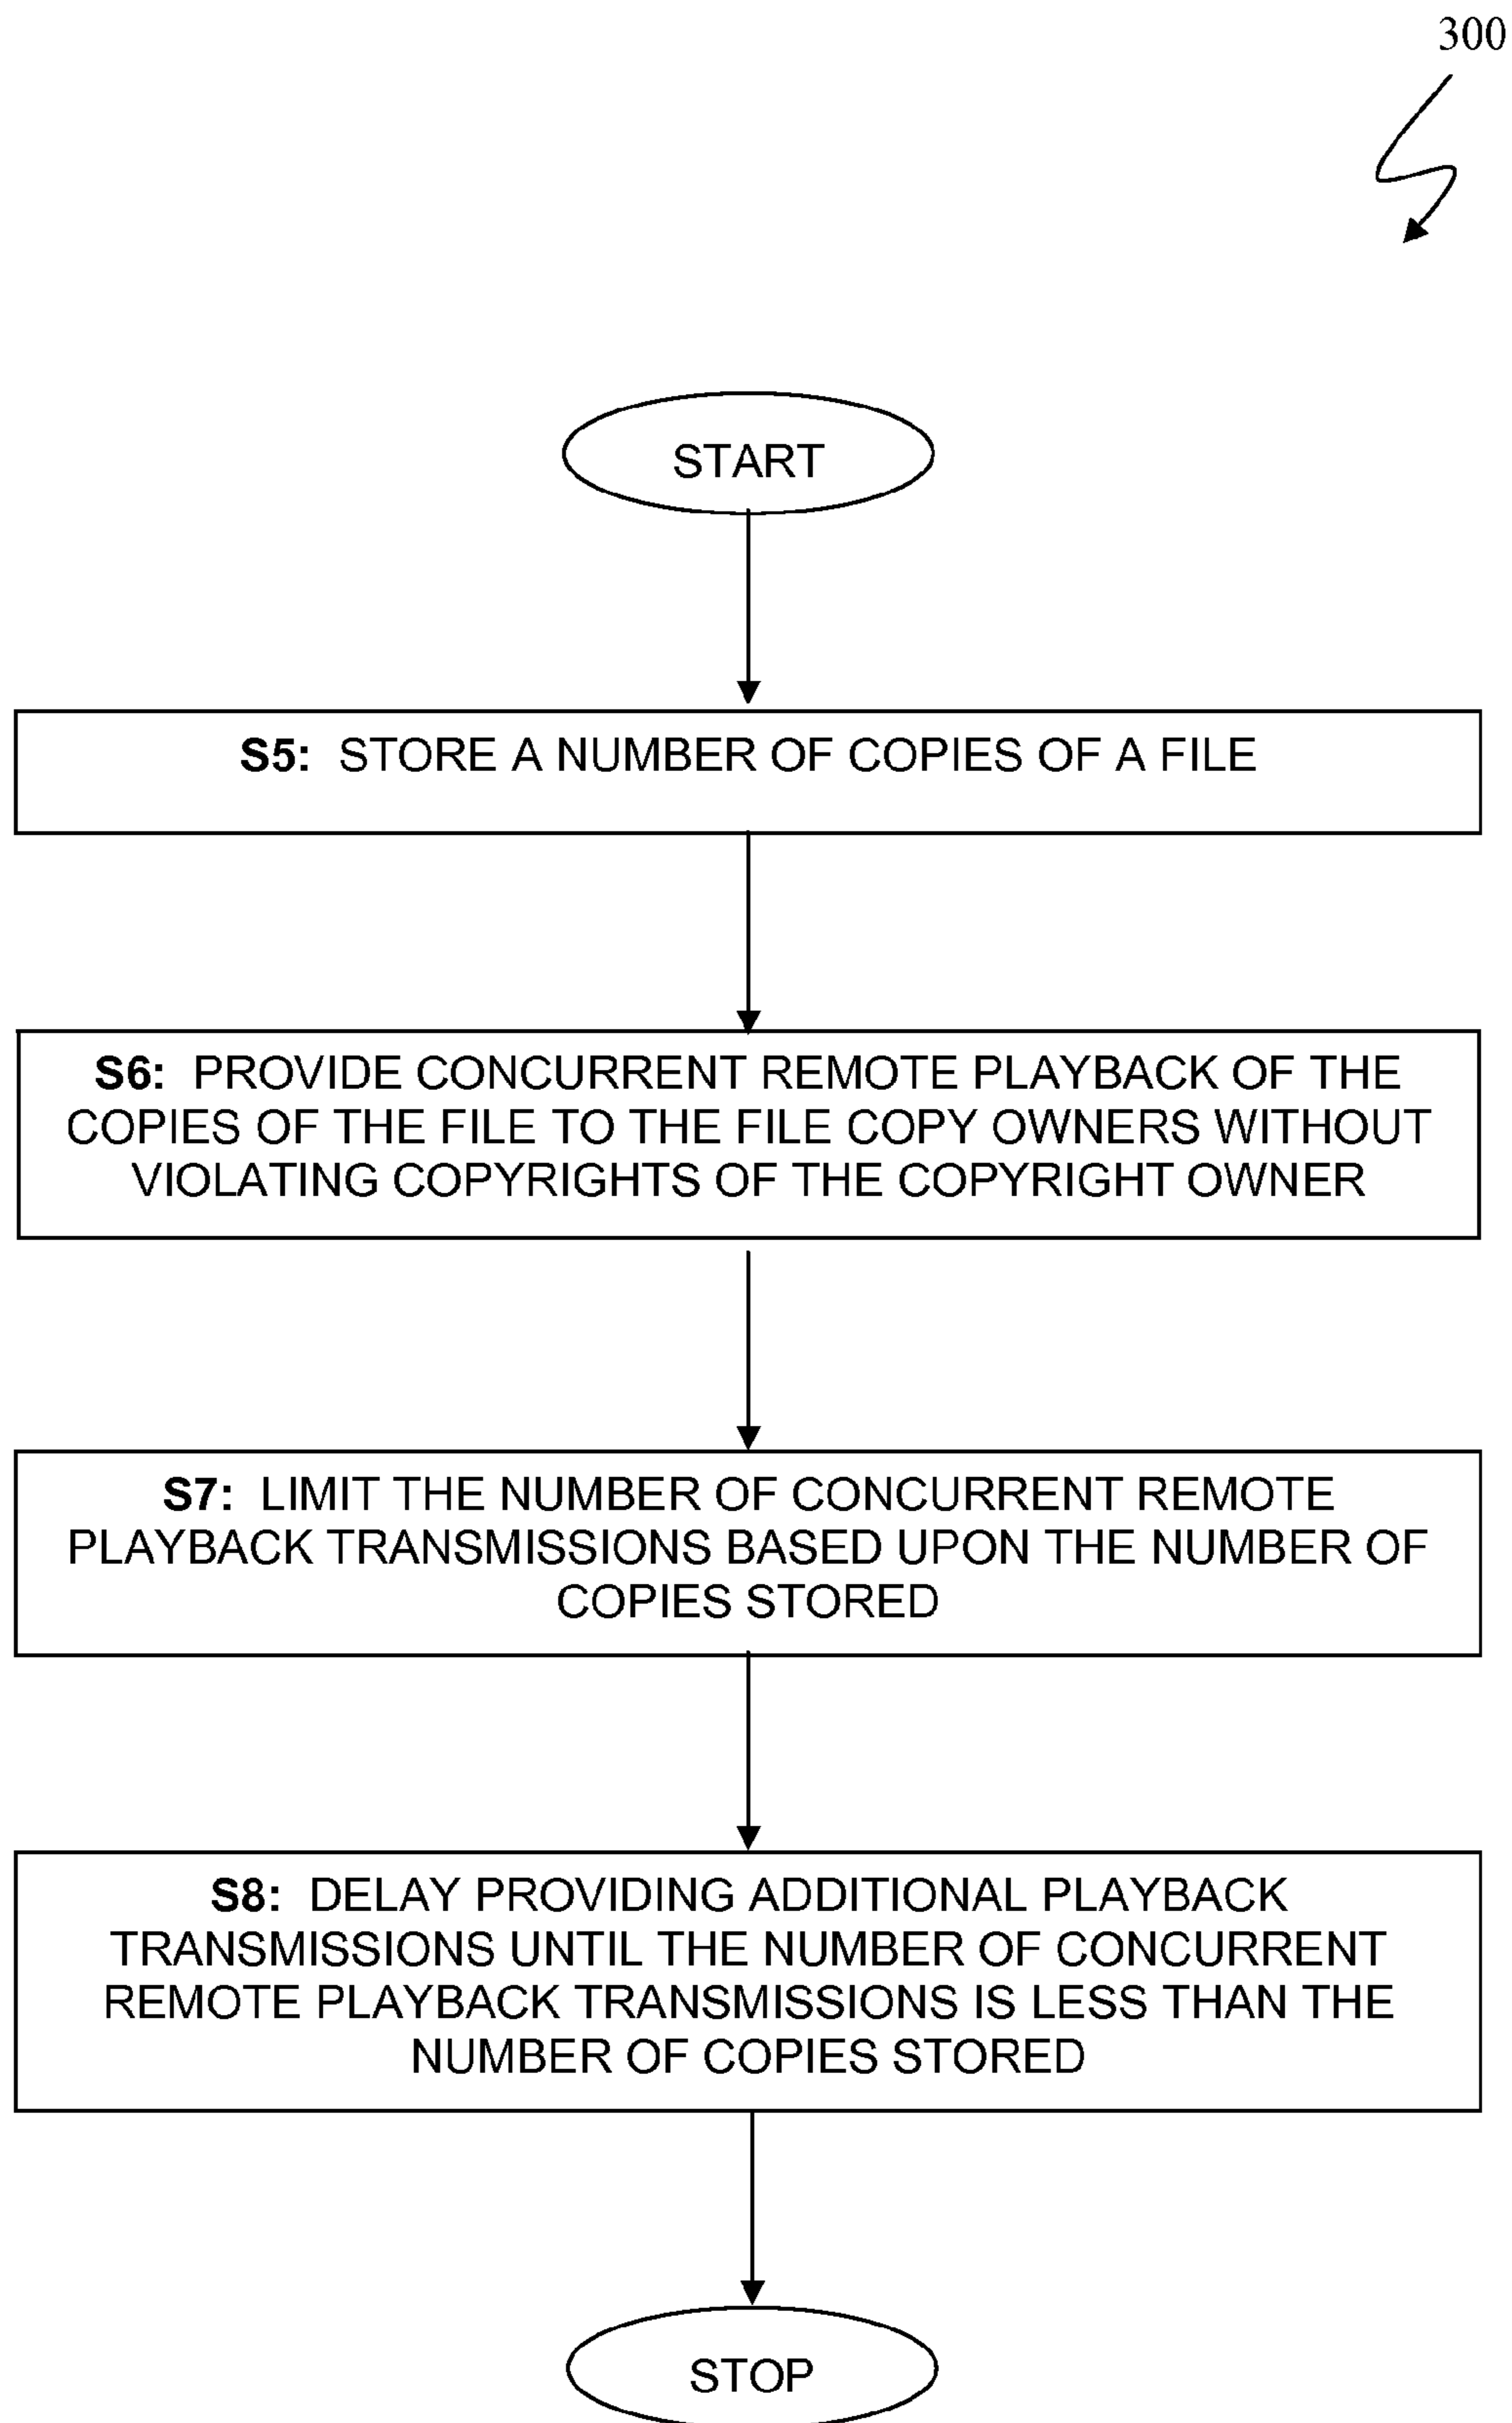 300
START
S5: STORE A NUMBER OF COPIES OF A FILE
S6: PROVIDE CONCURRENT REMOTE PLAYBACK OF THE
COPIES OF THE FILE TO THE FILE COPY OWNERS WITHOUT
VIOLATING COPYRIGHTS OF THE COPYRIGHT OWNER
S7: LIMIT THE NUMBER OF CONCURRENT REMOTE
PLAYBACK TRANSMISSIONS BASED UPON THE NUMBER OF
COPIES STORED
S8: DELAY PROVIDING ADDITIONAL PLAYBACK
TRANSMISSIONS UNTIL THE NUMBER OF CONCURRENT
REMOTE PLAYBACK TRANSMISSIONS IS LESS THAN THE
NUMBER OF COPIES STORED
STOP